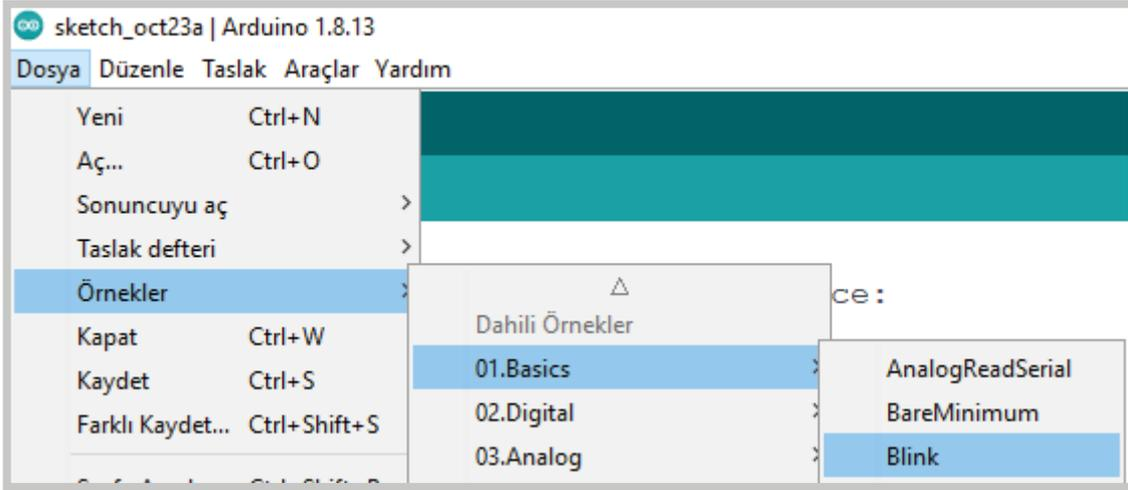 sketch_oct23a | Arduino 1.8.13
Dosya Düzenle Taslak Araçlar Yardım
Yeni Ctrl+N
Aç... Ctrl+O
Sonuncuyu aç
Taslak defteri
Örnekler
Kapat Ctrl+W
Kaydet Ctrl+S
Farklı Kaydet... Ctrl+Shift+S
Dahili Örnekler
01.Basics
02.Digital
03.Analog
ce:
AnalogReadSerial
BareMinimum
Blink